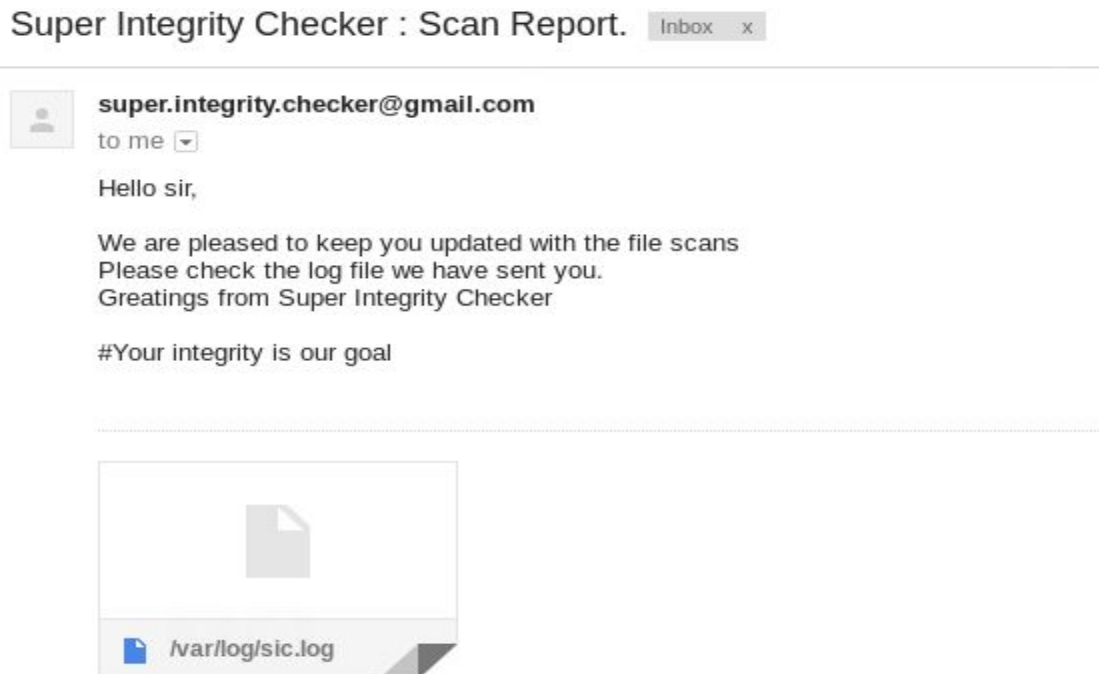 Super Integrity Checker : Scan Report. Inbox x
super.integrity.checker@gmail.com
to me
Hello sir,
We are pleased to keep you updated with the file scans
Please check the log file we have sent you.
Greatings from Super Integrity Checker
#Your integrity is our goal
/var/log/sic.log